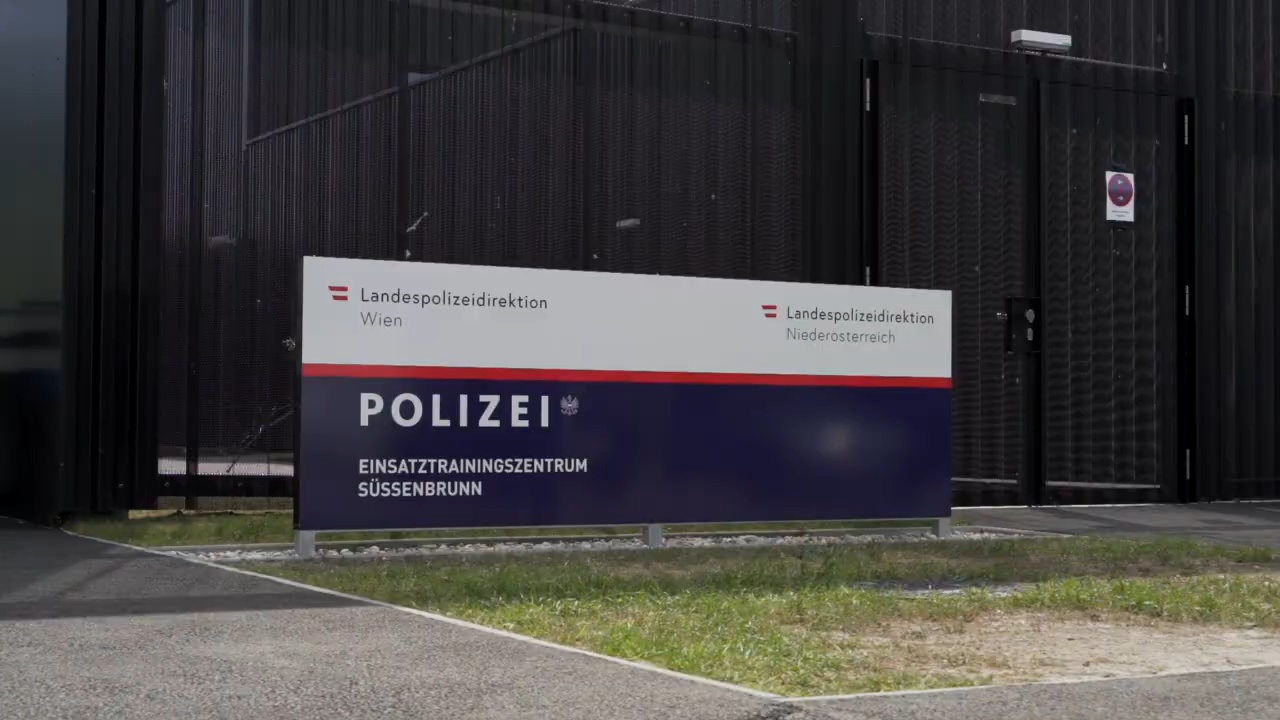 Landespolizeidirektion
Wien
Landespolizeidirektion
Niederösterreich
POLIZEI
EINSATZTRAININGSZENTRUM
SÜSSENBRUNN